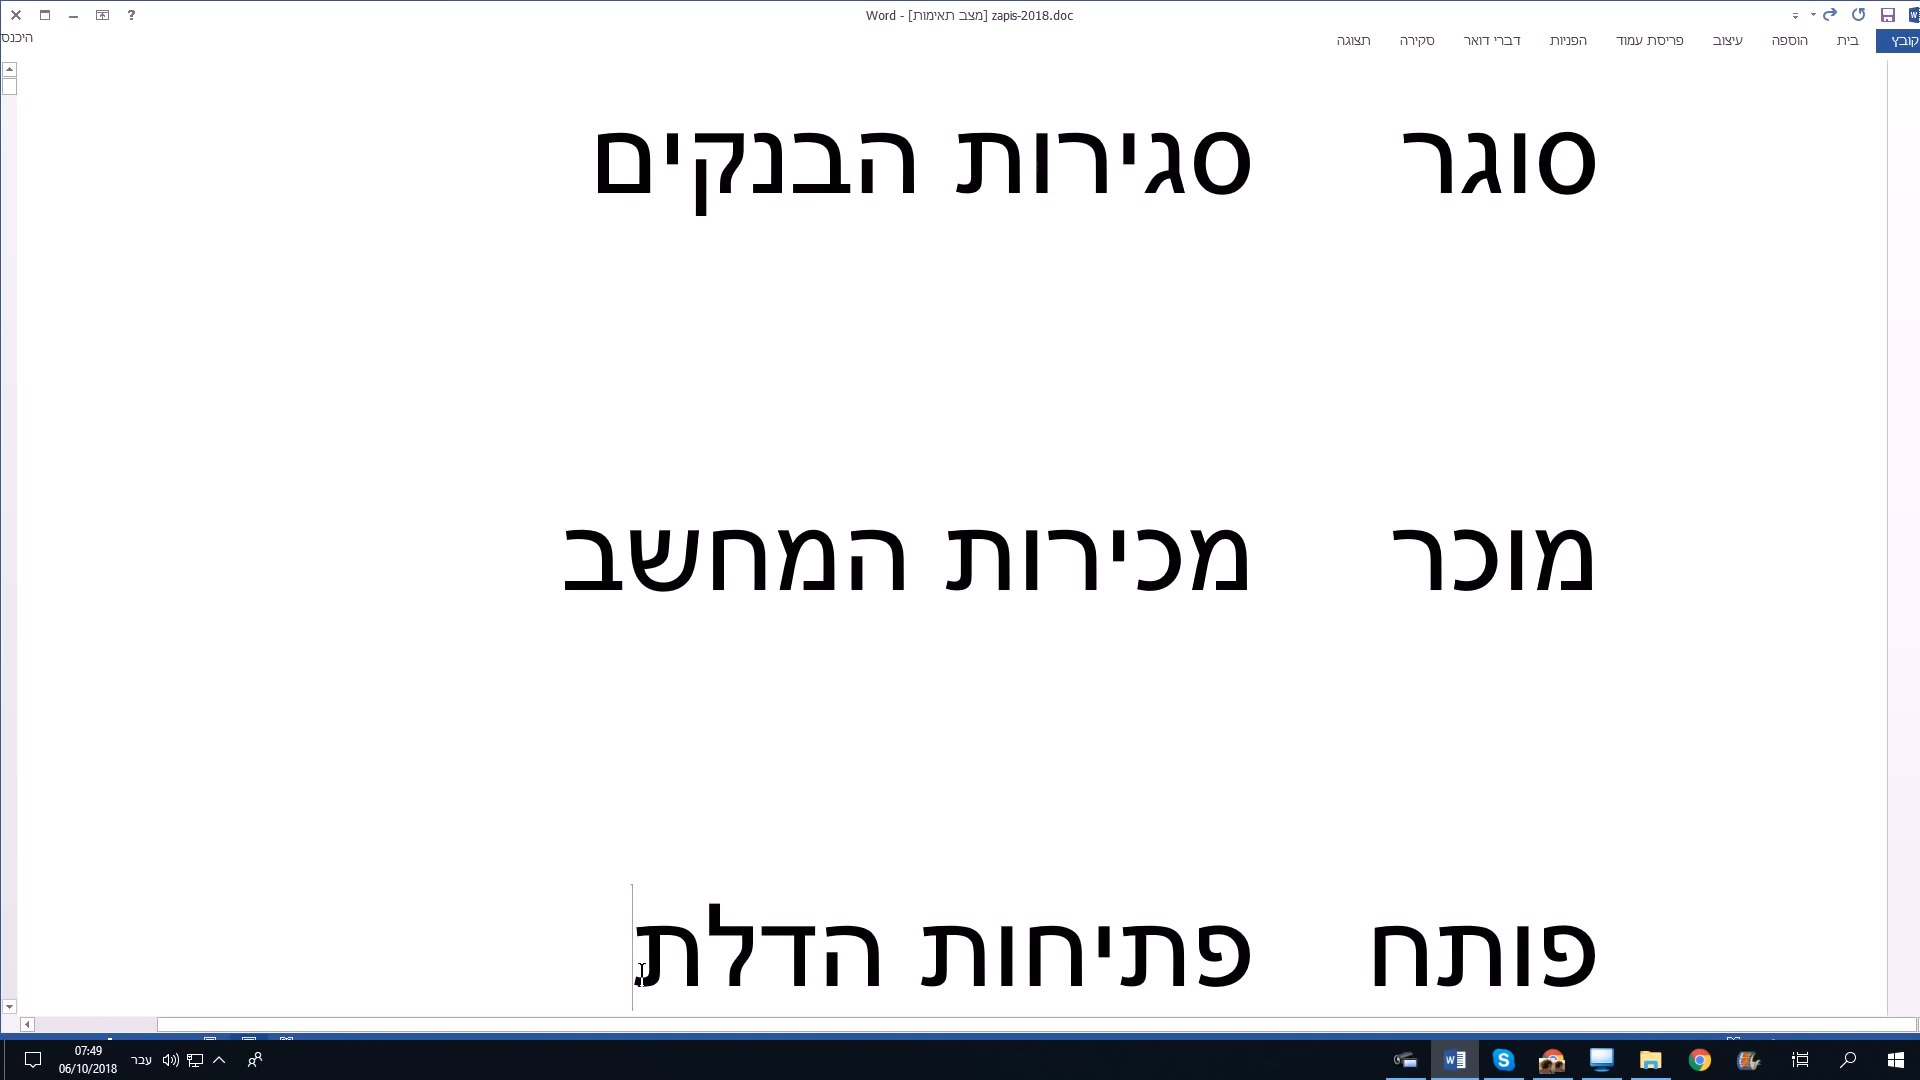 zapis-2018.doc [מצב תאימות] - Word
היכנס
קובץ בית הוספה עיצוב פריסת עמוד הפניות דברי דואר סקירה תצוגה
סוגר סגירות הבנקים
מוכר מכירות המחשב
פותח פתיחות הדלת
עבר
07:49
06/10/2018